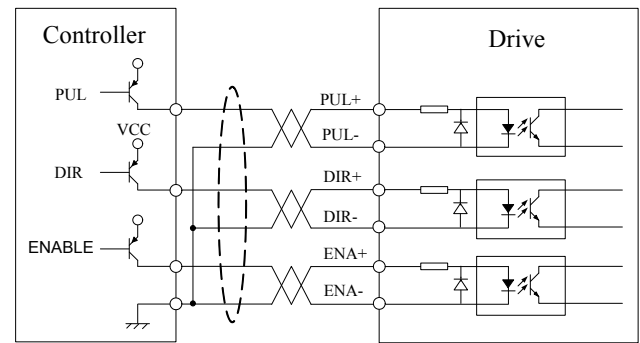 Controller
Drive
PUL
PUL+
PUL-
VCC
DIR
DIR+
DIR-
ENABLE
ENA+
ENA-